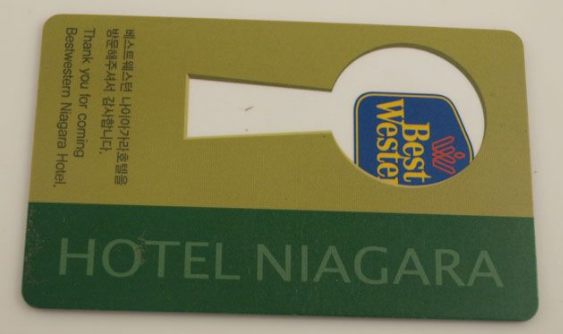 베스트웨스턴 나이아가라호텔을
방문해주셔서 감사합니다.
Thank you for coming
Bestwestern Niagara Hotel.
Best
Wester
HOTEL NIAGARA